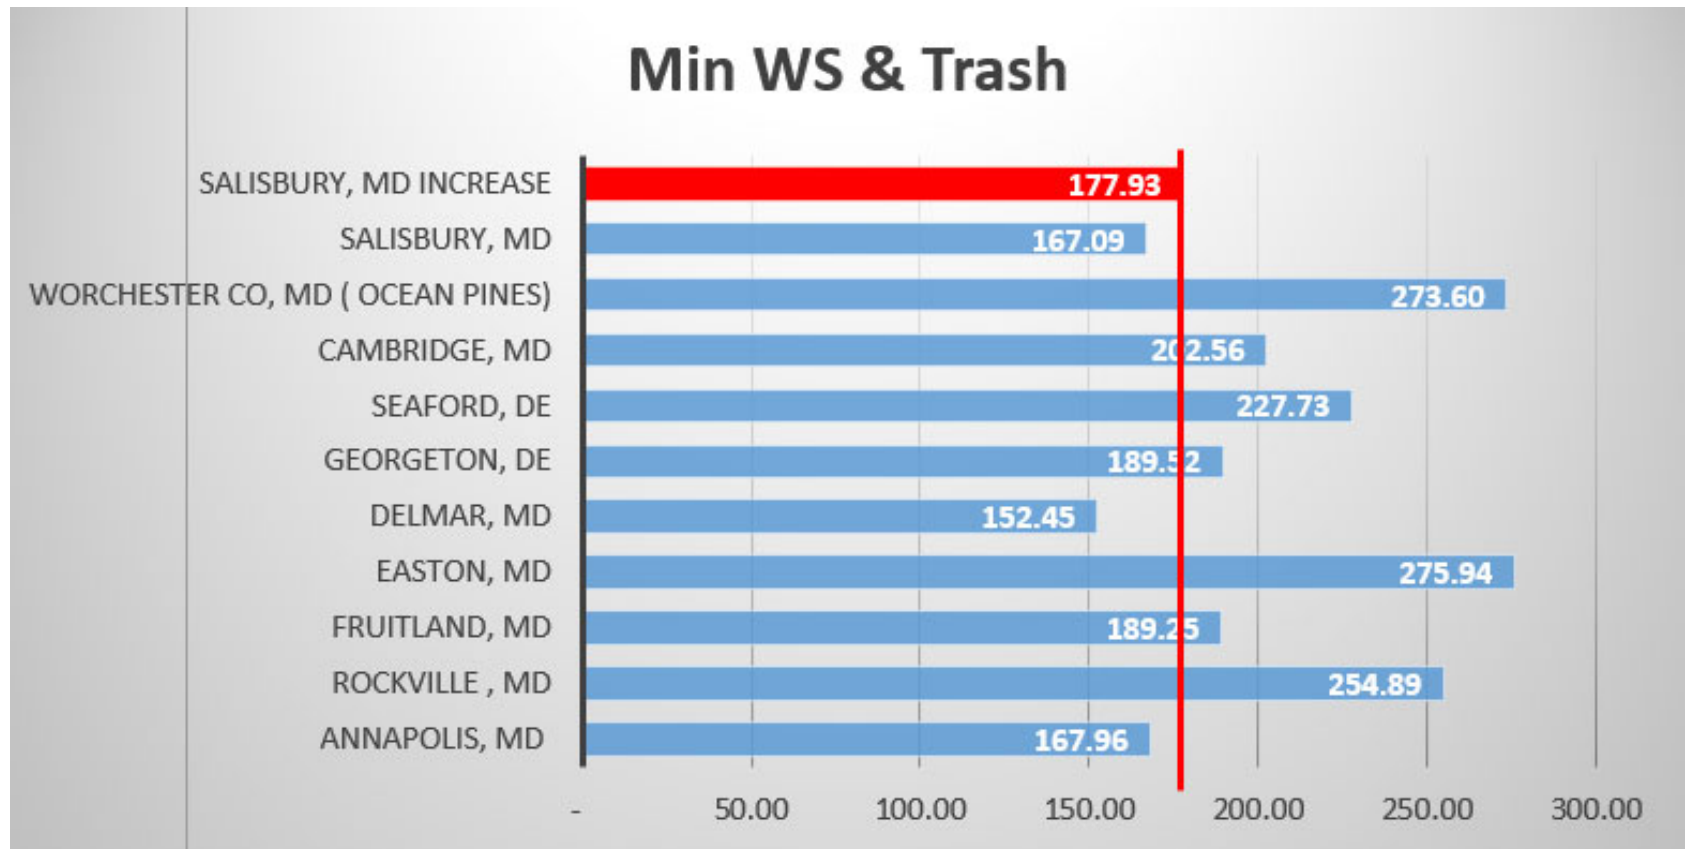 Min WS & Trash
SALISBURY, MD INCREASE 177.93
SALISBURY, MD 167.09
WORCHESTER CO, MD ( OCEAN PINES) 273.60
CAMBRIDGE, MD 202.56
SEAFORD, DE 227.73
GEORGETON, DE 189.52
DELMAR, MD 152.45
EASTON, MD 275.94
FRUITLAND, MD 189.25
ROCKVILLE , MD 254.89
ANNAPOLIS, MD 167.96
- 50.00 100.00 150.00 200.00 250.00 300.00